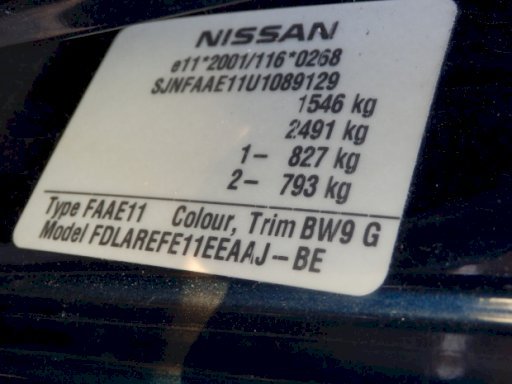 NISSAN
e11*2001/116*0268
SJNFAAE11U1089129
1546 kg
2491 kg
1- 827 kg
2- 793 kg
Type FAAE11 Colour, Trim BW9 G
Model FDLAREFE11EEAAJ-BE